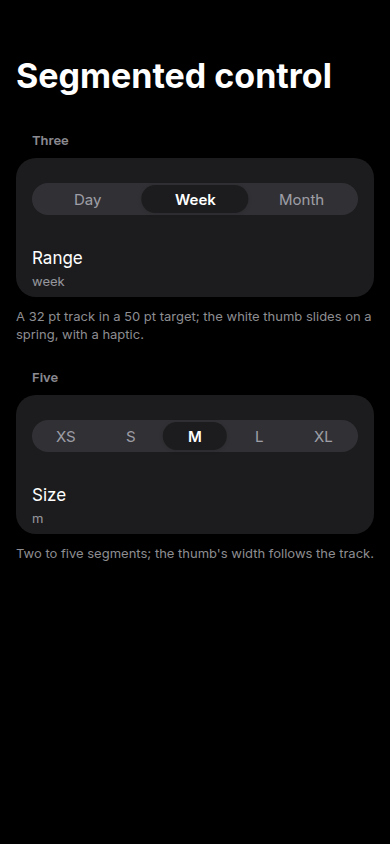 Segmented control
Three
Day Week Month
Range
week
A 32 pt track in a 50 pt target; the white thumb slides on a
spring, with a haptic.
Five
XS S M L XL
Size
m
Two to five segments; the thumb's width follows the track.